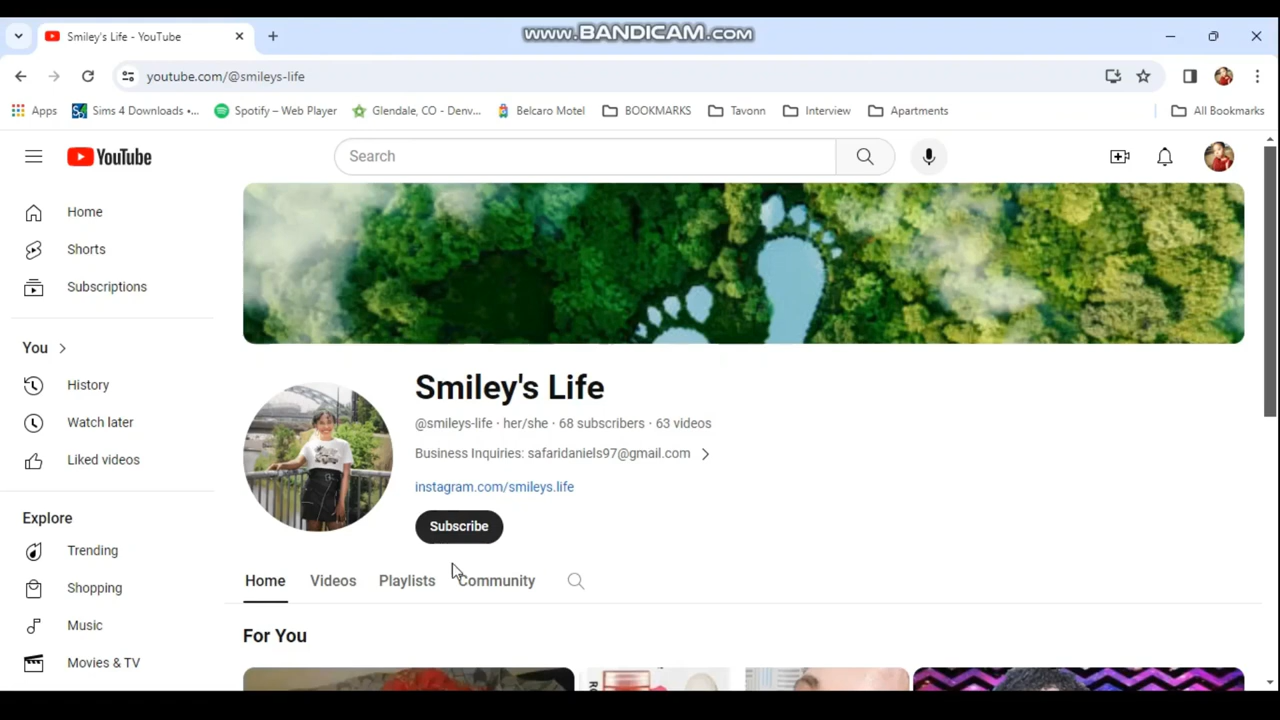 www.BANDICAM.com
Smiley's Life - YouTube
youtube.com/@smileys-life
Apps
Sims 4 Downloads •...
Spotify – Web Player
Glendale, CO - Denv...
Belcaro Motel
BOOKMARKS
Tavonn
Interview
Apartments
All Bookmarks
YouTube
Search
Home
Shorts
Subscriptions
You
History
Watch later
Liked videos
Explore
Trending
Shopping
Music
Movies & TV
Smiley's Life
@smileys-life · her/she · 68 subscribers · 63 videos
Business Inquiries: safaridaniels97@gmail.com
instagram.com/smileys.life
Subscribe
Home Videos Playlists Community
For You